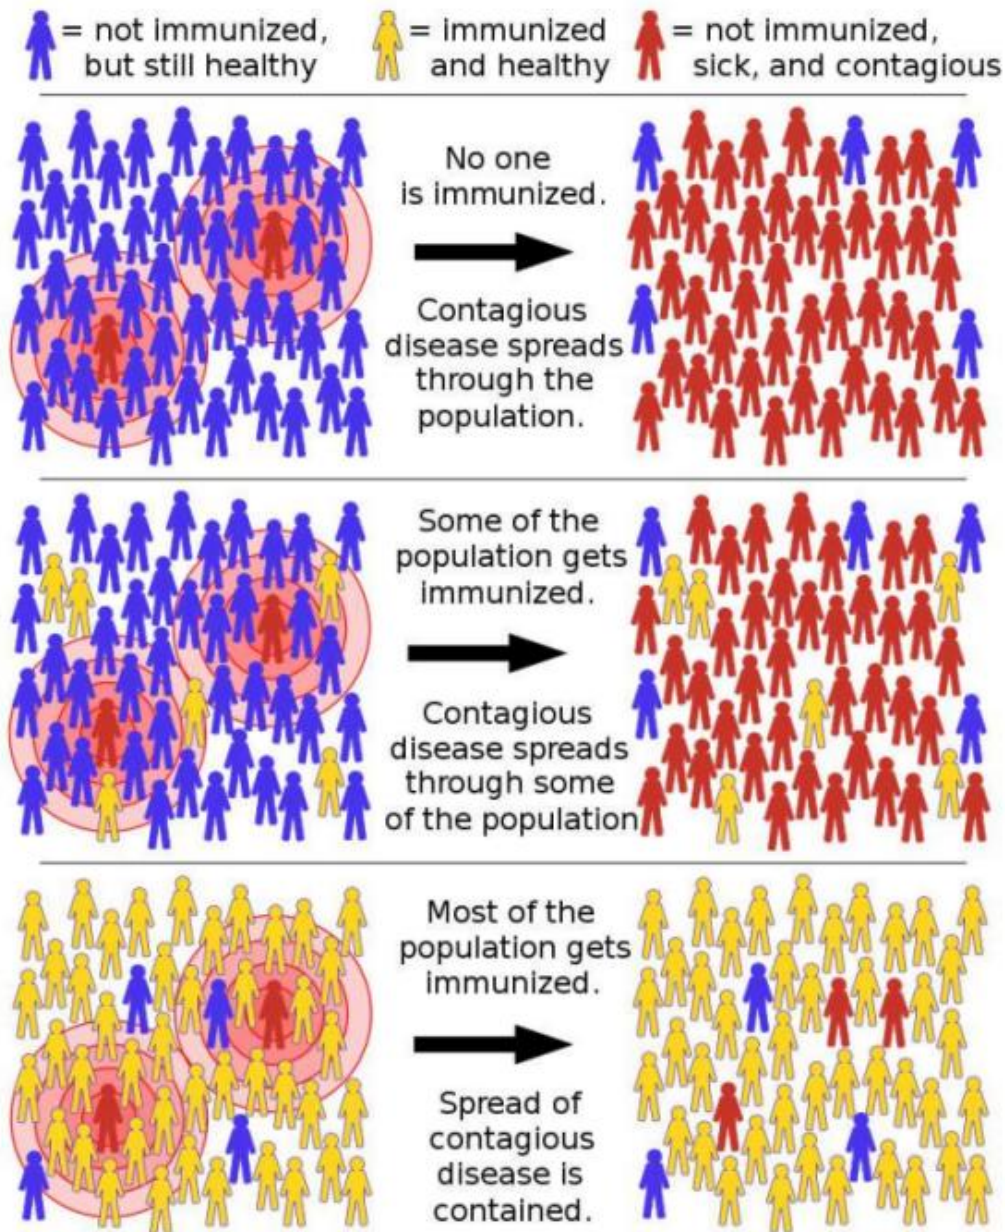 = not immunized,
but still healthy
= immunized
and healthy
= not immunized,
sick, and contagious
No one
is immunized.
Contagious
disease spreads
through the
population.
Some of the
population gets
immunized.
Contagious
disease spreads
through some
of the population
Most of the
population gets
immunized.
Spread of
contagious
disease is
contained.